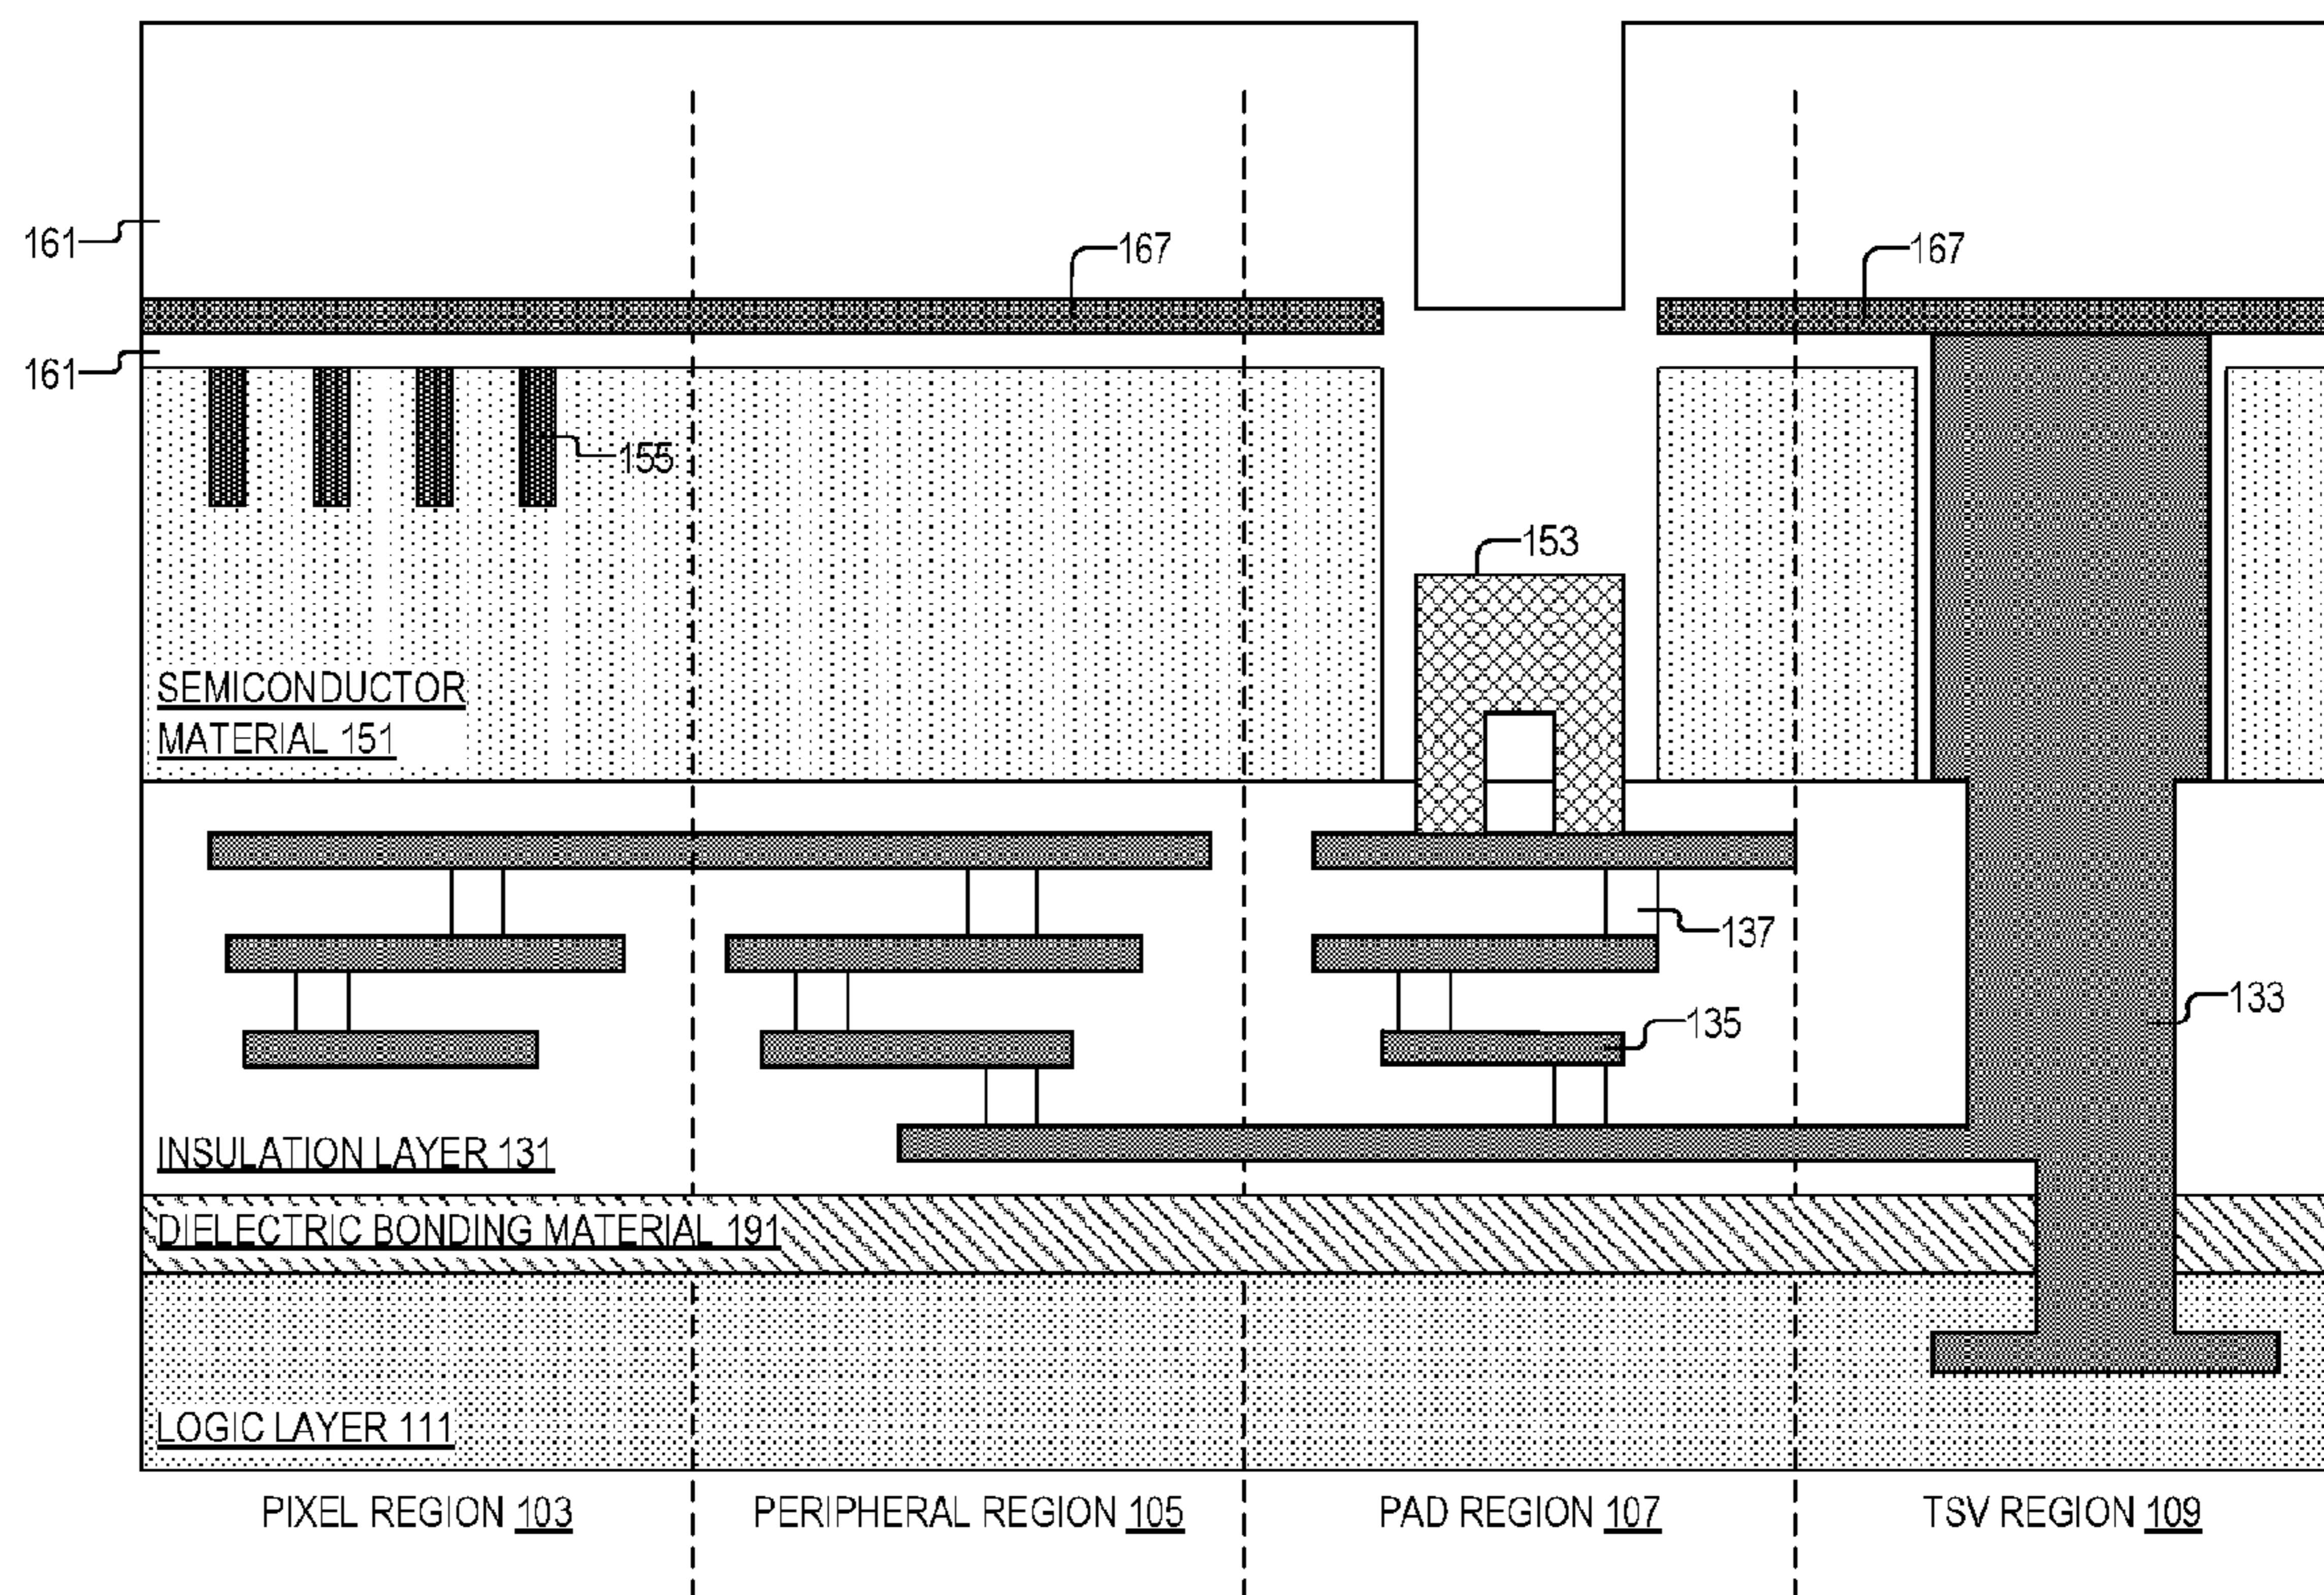 161
167
167
161
155
153
SEMICONDUCTOR
MATERIAL 151
137
133
135
INSULATION LAYER 131
DIELECTRIC BONDING MATERIAL 191
LOGIC LAYER 111
PIXEL REGION 103
PERIPHERAL REGION 105
PAD REGION 107
TSV REGION 109